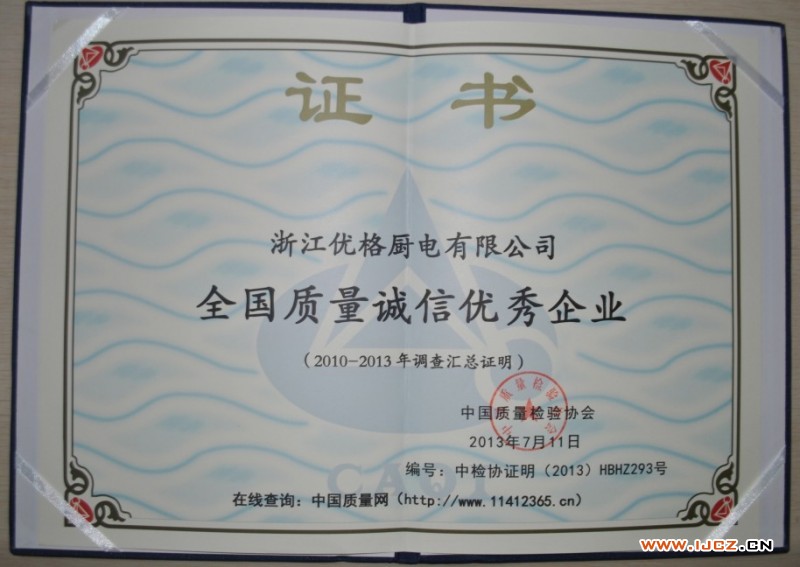 证 书
浙江优格厨电有限公司
全国质量诚信优秀企业
（2010-2013年调查汇总证明）
中国质量检验协会
2013年7月11日
编号：中检协证明（2013）HBHZ293号
在线查询：中国质量网（http://www.11412365.cn）
WWW.IJCZ.CN